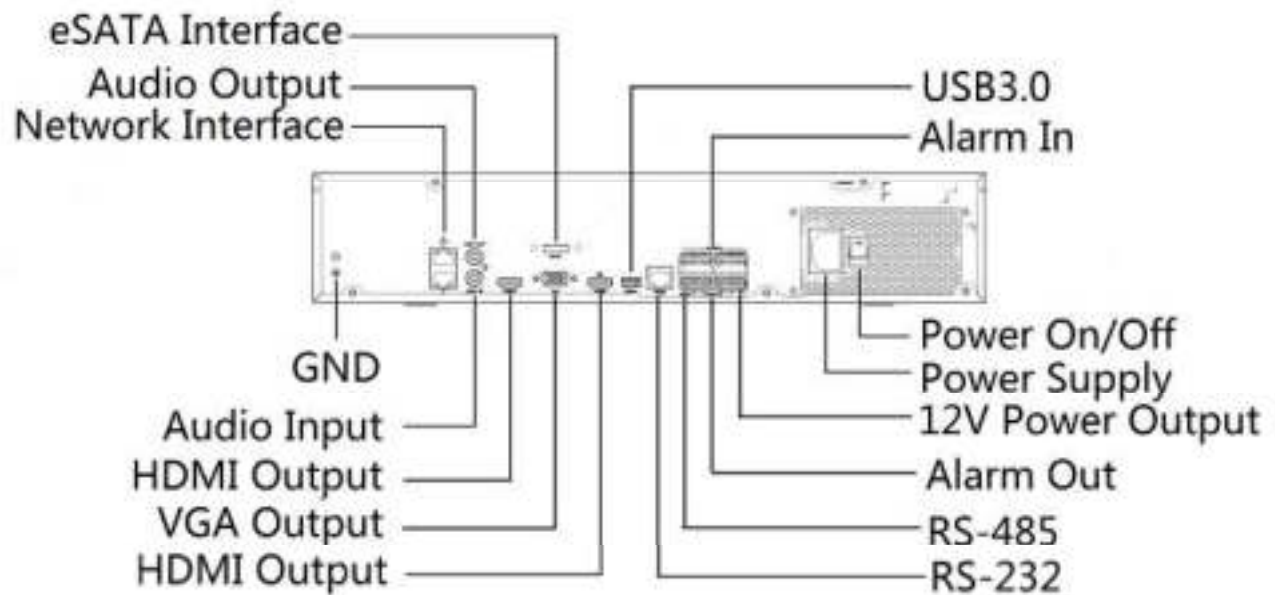 eSATA Interface
Audio Output
Network Interface
USB3.0
Alarm In
GND
Audio Input
HDMI Output
VGA Output
HDMI Output
Power On/Off
Power Supply
12V Power Output
Alarm Out
RS-485
RS-232